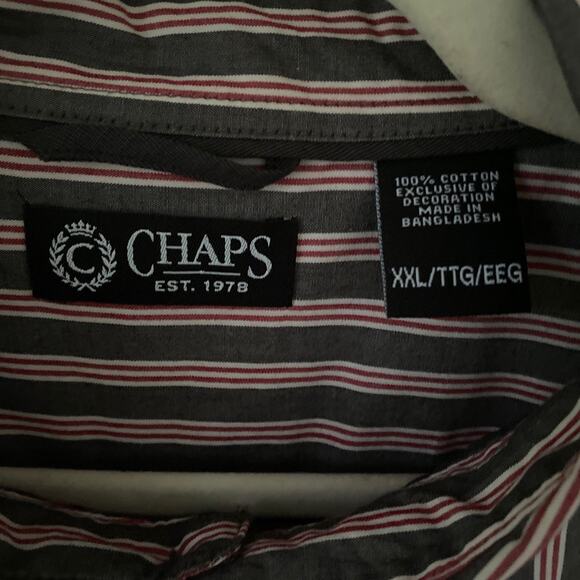 C
CHAPS
EST. 1978
100% COTTON
EXCLUSIVE OF
DECORATION
MADE IN
BANGLADESH
XXL/TTG/EEG